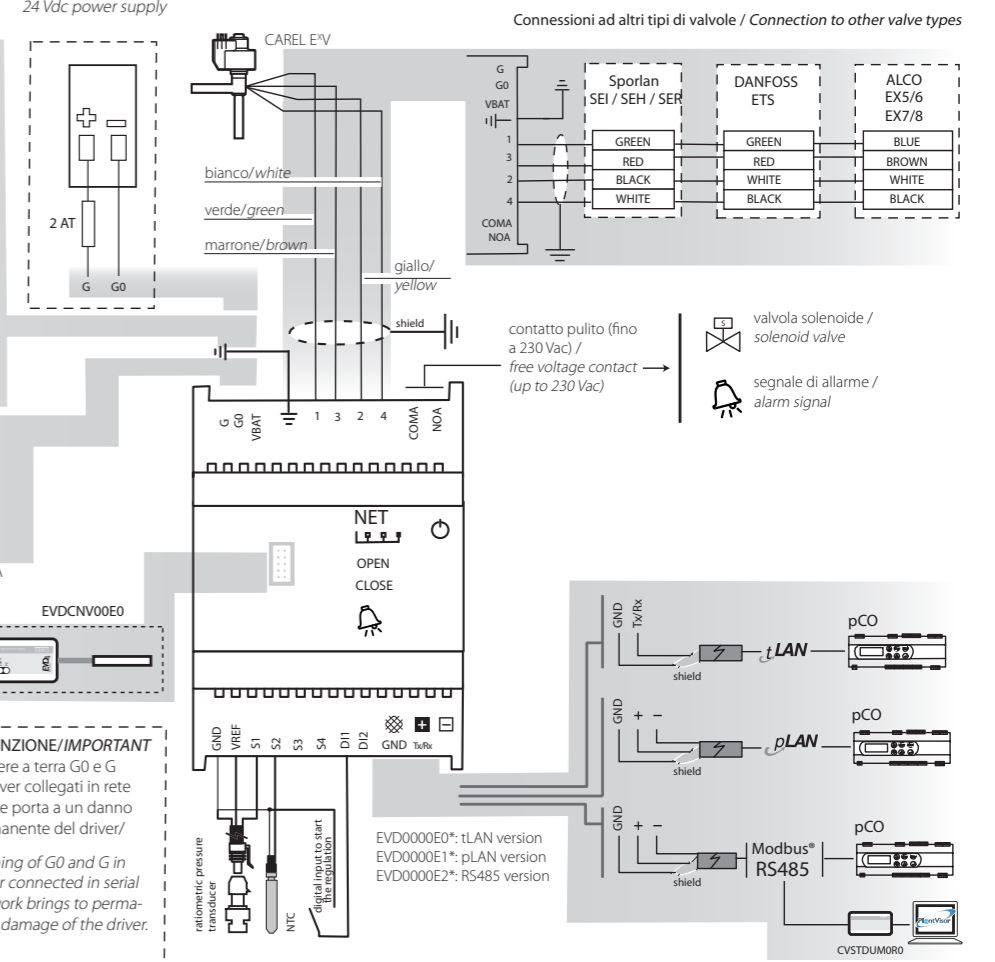 24 Vdc power supply
2 AT
G G0
CAREL EXV
bianco/white
verde/green
marrone/brown
giallo/
yellow
shield
Connessioni ad altri tipi di valvole / Connection to other valve types
G
G0
VBAT
1
3
2
4
COMA
NOA
Sporlan
SEI / SEH / SER
GREEN
RED
BLACK
WHITE
DANFOSS
ETS
GREEN
RED
WHITE
BLACK
ALCO
EX5/6
EX7/8
BLUE
BROWN
WHITE
BLACK
contatto pulito (fino
a 230 Vac) /
free voltage contact
(up to 230 Vac)
S
valvola solenoide /
solenoid valve
segnale di allarme /
alarm signal
G
G0
VBAT
1 3 2 4
COMA
NOA
NET
OPEN
CLOSE
A
EVDCNV00E0
GND
VREF
S1
S2
S3
S4
DI1
DI2
GND Tx/Rx
ratiometric pressure
transducer
NTC
digital input to start
the regulation
NZIONE/IMPORTANT
ere a terra G0 e G
ver collegati in rete
e porta a un danno
nanente del driver/
ing of G0 and G in
r connected in serial
work brings to perma-
damage of the driver.
EVD0000E0*: tLAN version
EVD0000E1*: pLAN version
EVD0000E2*: RS485 version
GND
Tx/Rx
shield
tLAN
pCO
GND
+ −
shield
pLAN
pCO
GND
+ −
shield
Modbus®
RS485
pCO
PlantVisor
CVSTDUM0R0